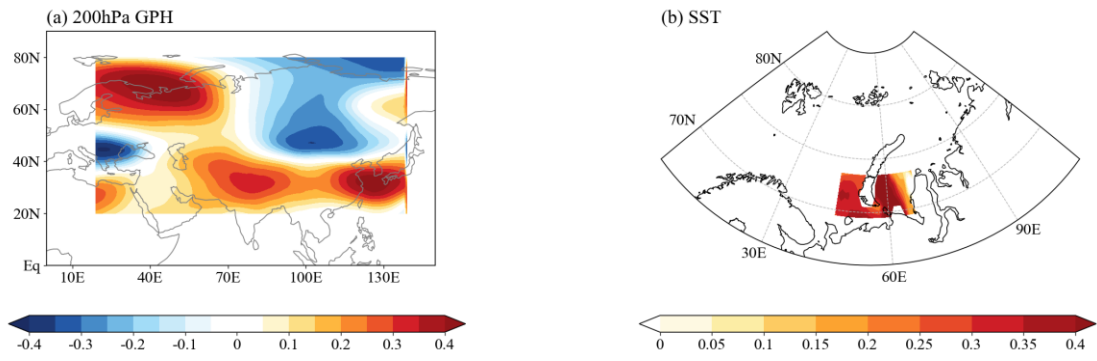 (a) 200hPa GPH
80N
60N
40N
20N
Eq
10E 40E 70E 100E 130E
-0.4 -0.3 -0.2 -0.1 0 0.1 0.2 0.3 0.4
(b) SST
80N
70N
30E
60E
90E
0 0.05 0.1 0.15 0.2 0.25 0.3 0.35 0.4